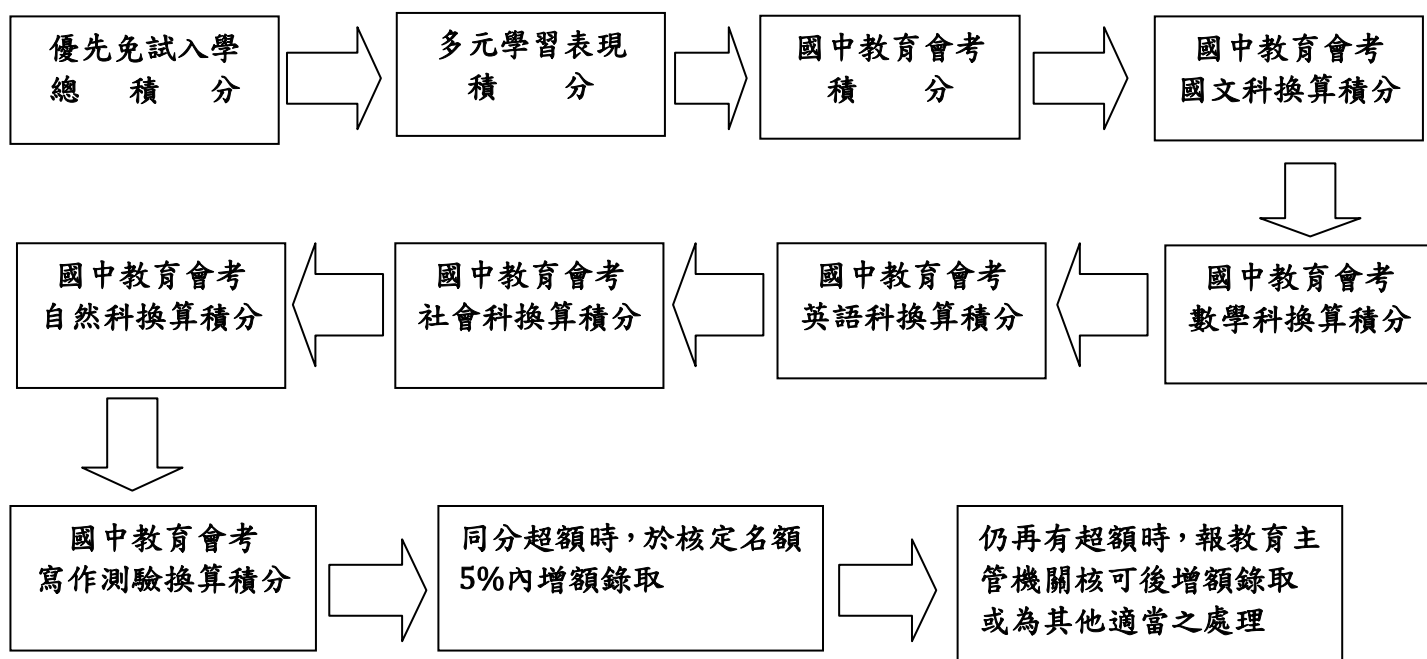 優先免試入學
總積分
多元學習表現
積分
國中教育會考
積分
國中教育會考
國文科換算積分
國中教育會考
數學科換算積分
國中教育會考
英語科換算積分
國中教育會考
社會科換算積分
國中教育會考
自然科換算積分
國中教育會考
寫作測驗換算積分
同分超額時，於核定名額
5%內增額錄取
仍再有超額時，報教育主
管機關核可後增額錄取
或為其他適當之處理